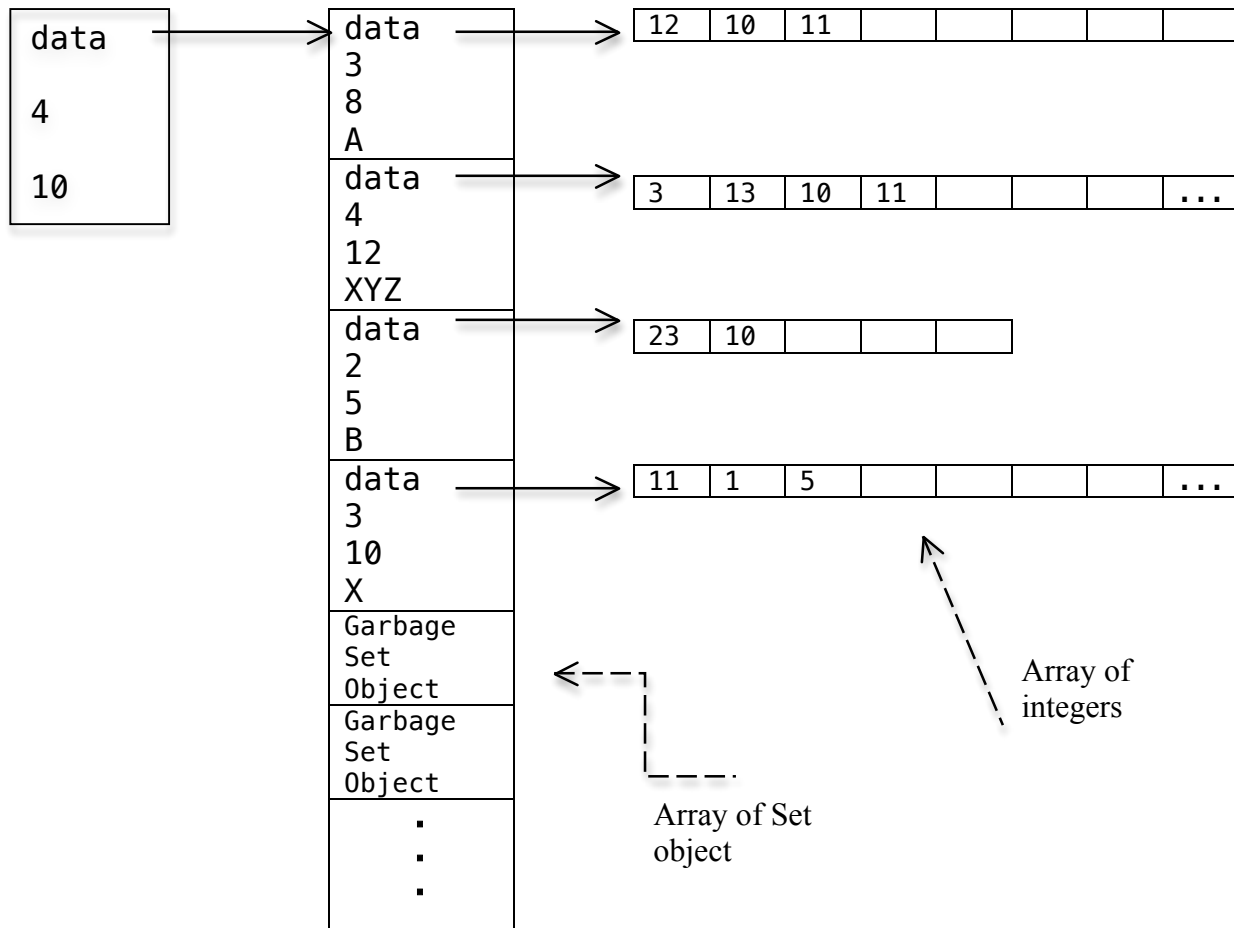 data
4
10
data
3
8
A
data
4
12
XYZ
data
2
5
B
data
3
10
X
Garbage
Set
Object
Garbage
Set
Object
.
.
.
12 10 11
3 13 10 11 ...
23 10
11 1 5 ...
Array of
integers
Array of Set
object